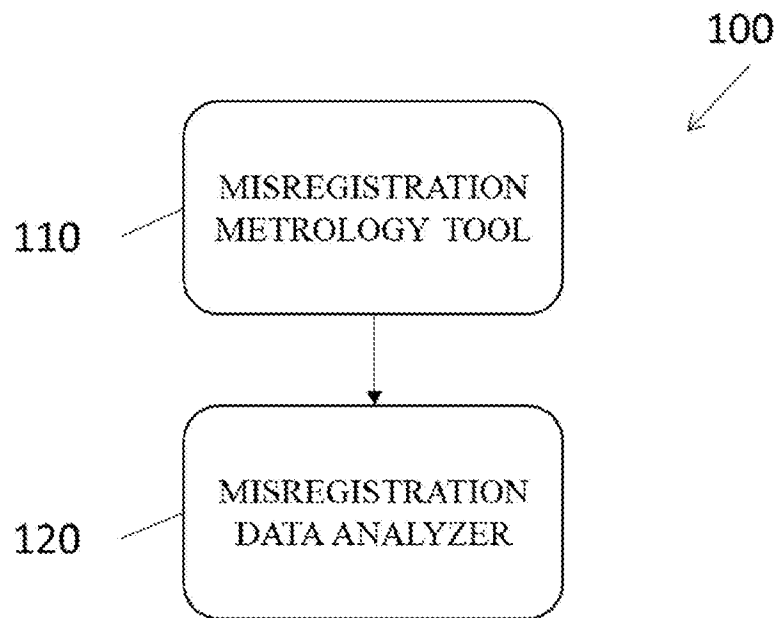 100
MISREGISTRATION
METROLOGY TOOL
110
MISREGISTRATION
DATA ANALYZER
120